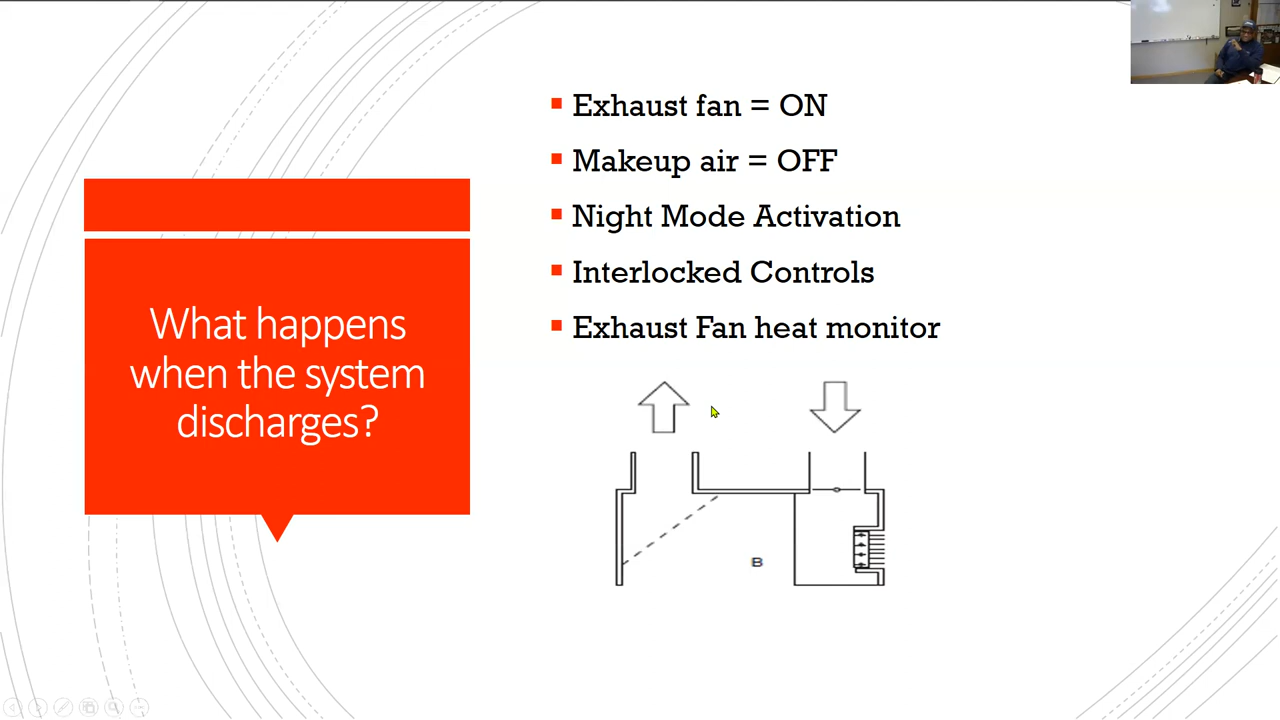 Exhaust fan = ON
Makeup air = OFF
Night Mode Activation
Interlocked Controls
Exhaust Fan heat monitor
What happens
when the system
discharges?
B